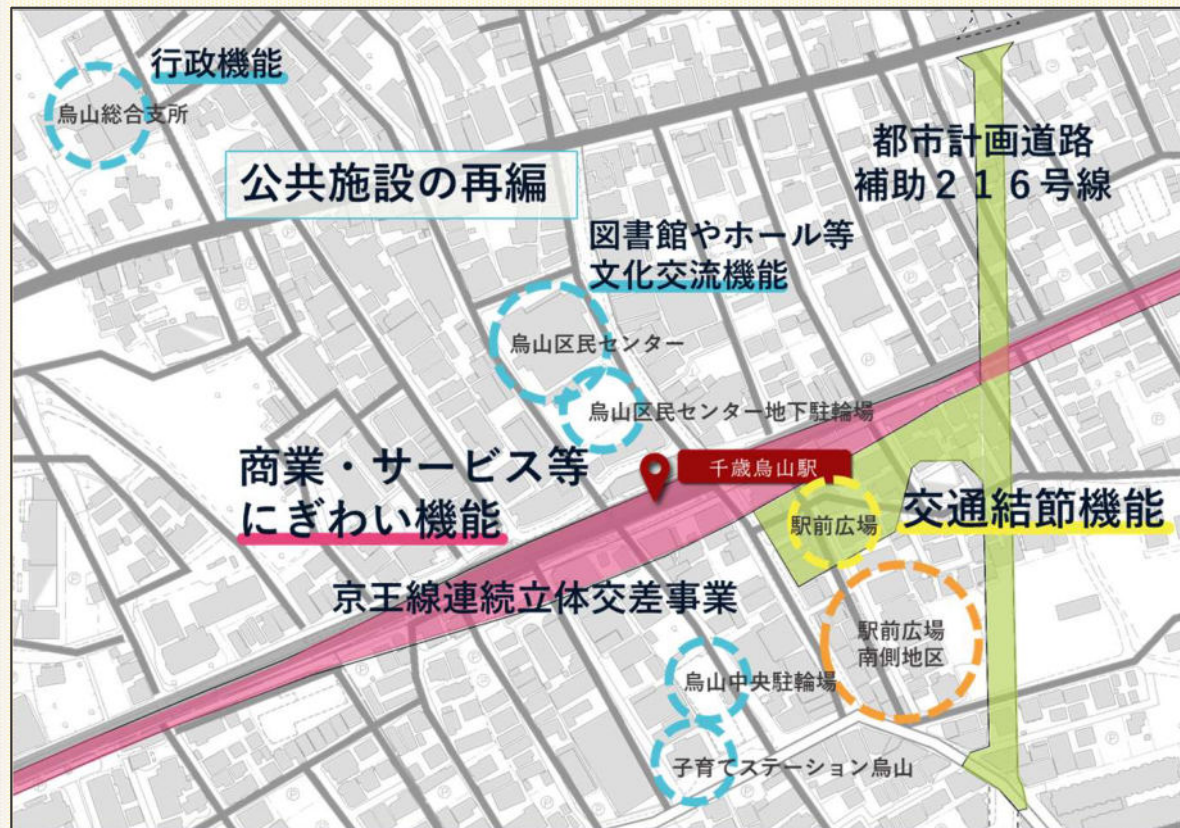 行政機能
烏山総合支所
公共施設の再編
都市計画道路
補助216号線
図書館やホール等
文化交流機能
烏山区民センター
烏山区民センター地下駐輪場
商業・サービス等
にぎわい機能
千歳烏山駅
駅前広場
交通結節機能
京王線連続立体交差事業
駅前広場
南側地区
烏山中央駐輪場
子育てステーション烏山